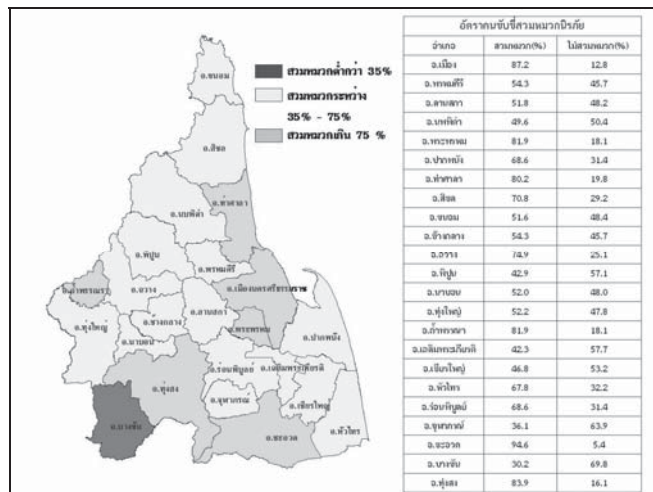 อ.ขนอม
สวมหมวกต่ำกว่า 35%
สวมหมวกระหว่าง
35% - 75%
สวมหมวกเกิน 75 %
อ.สิชล
อ.ท่าศาลา
อ.นบพิตำ
อ.พิปูน
อ.พรหมคีรี
อ.ถ้ำพรรณรา
อ.ฉวาง
อ.เมืองนครศรีธรรมราช
อ.ลานสกา
อ.ช้างกลาง
อ.พระพรหม
อ.ทุ่งใหญ่
อ.นาบอน
อ.ปากพนัง
อ.ร่อนพิบูลย์
อ.เฉลิมพระเกียรติ
อ.ทุ่งสง
อ.จุฬาภรณ์
อ.เชียรใหญ่
อ.บางขัน
อ.ชะอวด
อ.หัวไทร
อัตราคนขับขี่สวมหมวกนิรภัย
อำเภอ สวมหมวก(%) ไม่สวมหมวก(%)
อ.เมือง 87.2 12.8
อ.พรหมคีรี 54.3 45.7
อ.ลานสกา 51.8 48.2
อ.นบพิตำ 49.6 50.4
อ.พระพรหม 81.9 18.1
อ.ปากพนัง 68.6 31.4
อ.ท่าศาลา 80.2 19.8
อ.สิชล 70.8 29.2
อ.ขนอม 51.6 48.4
อ.ช้างกลาง 54.3 45.7
อ.ฉวาง 74.9 25.1
อ.พิปูน 42.9 57.1
อ.นาบอน 52.0 48.0
อ.ทุ่งใหญ่ 52.2 47.8
อ.ถ้ำพรรณรา 81.9 18.1
อ.เฉลิมพระเกียรติ 42.3 57.7
อ.เชียรใหญ่ 46.8 53.2
อ.หัวไทร 67.8 32.2
อ.ร่อนพิบูลย์ 68.6 31.4
อ.จุฬาภรณ์ 36.1 63.9
อ.ชะอวด 94.6 5.4
อ.บางขัน 30.2 69.8
อ.ทุ่งสง 83.9 16.1